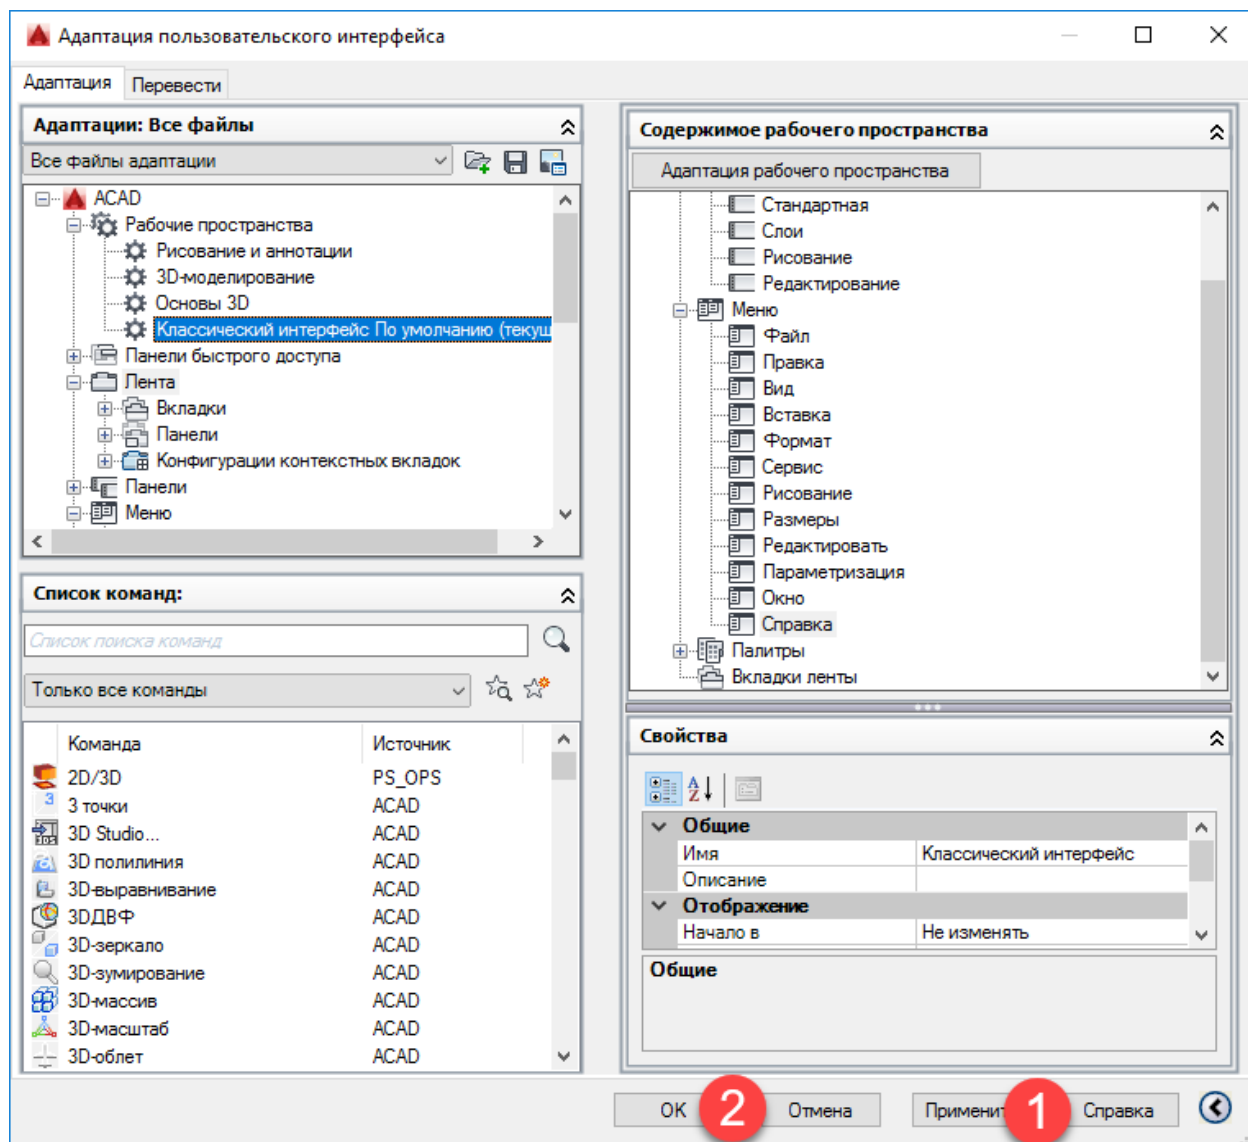 Адаптация пользовательского интерфейса
Адаптация
Перевести
Адаптации: Все файлы
Все файлы адаптации
ACAD
Рабочие пространства
Рисование и аннотации
3D-моделирование
Основы 3D
Классический интерфейс По умолчанию (текущ
Панели быстрого доступа
Лента
Вкладки
Панели
Конфигурации контекстных вкладок
Панели
Меню
Список команд:
Список поиска команд
Только все команды
Команда Источник
2D/3D PS_OPS
3 точки ACAD
3D Studio... ACAD
3D полилиния ACAD
3D-выравнивание ACAD
3DДВФ ACAD
3D-зеркало ACAD
3D-зумирование ACAD
3D-массив ACAD
3D-масштаб ACAD
3D-облет ACAD
Содержимое рабочего пространства
Адаптация рабочего пространства
Стандартная
Слои
Рисование
Редактирование
Меню
Файл
Правка
Вид
Вставка
Формат
Сервис
Рисование
Размеры
Редактировать
Параметризация
Окно
Справка
Палитры
Вкладки ленты
Свойства
Общие
Имя Классический интерфейс
Описание
Отображение
Начало в Не изменять
Общие
OK 2 Отмена Применит 1 Справка